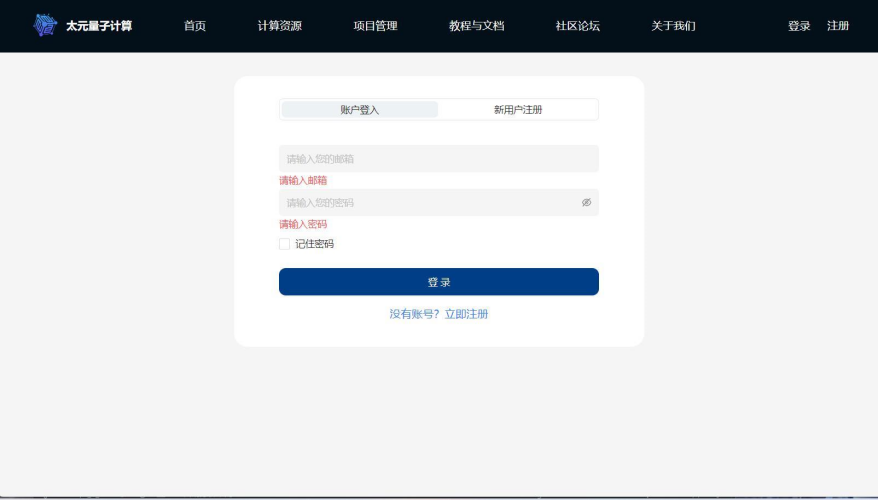 太元量子计算 首页 计算资源 项目管理 教程与文档 社区论坛 关于我们 登录 注册
账户登入 新用户注册
请输入您的邮箱
请输入邮箱
请输入您的密码
请输入密码
记住密码
登 录
没有账号？立即注册